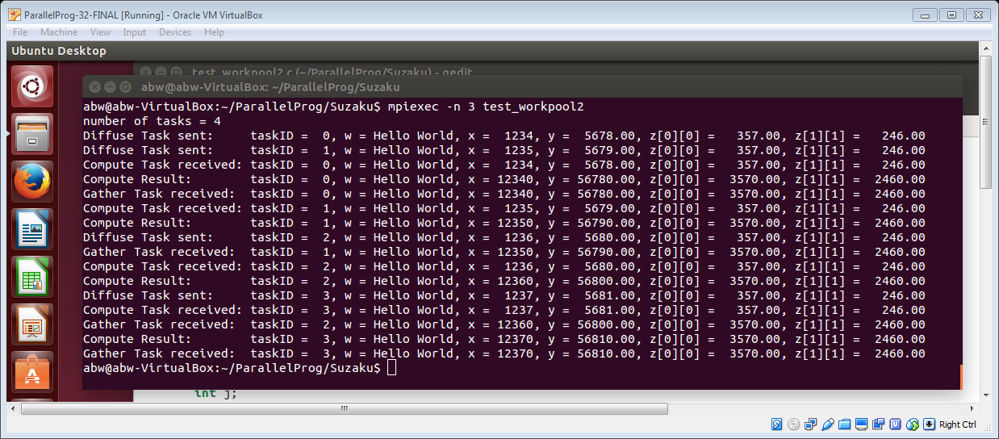 ParallelProg-32-FINAL [Running] - Oracle VM VirtualBox
File Machine View Input Devices Help
Ubuntu Desktop
test_workpool2.c (~/ParallelProg/Suzaku) - gedit
abw@abw-VirtualBox: ~/ParallelProg/Suzaku
abw@abw-VirtualBox:~/ParallelProg/Suzaku$ mpiexec -n 3 test_workpool2
number of tasks = 4
Diffuse Task sent:     taskID =  0, w = Hello World, x =  1234, y =  5678.00, z[0][0] =   357.00, z[1][1] =   246.00
Diffuse Task sent:     taskID =  1, w = Hello World, x =  1235, y =  5679.00, z[0][0] =   357.00, z[1][1] =   246.00
Compute Task received: taskID =  0, w = Hello World, x =  1234, y =  5678.00, z[0][0] =   357.00, z[1][1] =   246.00
Compute Result:        taskID =  0, w = Hello World, x = 12340, y = 56780.00, z[0][0] =  3570.00, z[1][1] =  2460.00
Gather Task received:  taskID =  0, w = Hello World, x = 12340, y = 56780.00, z[0][0] =  3570.00, z[1][1] =  2460.00
Compute Task received: taskID =  1, w = Hello World, x =  1235, y =  5679.00, z[0][0] =   357.00, z[1][1] =   246.00
Compute Result:        taskID =  1, w = Hello World, x = 12350, y = 56790.00, z[0][0] =  3570.00, z[1][1] =  2460.00
Diffuse Task sent:     taskID =  2, w = Hello World, x =  1236, y =  5680.00, z[0][0] =   357.00, z[1][1] =   246.00
Gather Task received:  taskID =  1, w = Hello World, x = 12350, y = 56790.00, z[0][0] =  3570.00, z[1][1] =  2460.00
Compute Task received: taskID =  2, w = Hello World, x =  1236, y =  5680.00, z[0][0] =   357.00, z[1][1] =   246.00
Compute Result:        taskID =  2, w = Hello World, x = 12360, y = 56800.00, z[0][0] =  3570.00, z[1][1] =  2460.00
Diffuse Task sent:     taskID =  3, w = Hello World, x =  1237, y =  5681.00, z[0][0] =   357.00, z[1][1] =   246.00
Compute Task received: taskID =  3, w = Hello World, x =  1237, y =  5681.00, z[0][0] =   357.00, z[1][1] =   246.00
Gather Task received:  taskID =  2, w = Hello World, x = 12360, y = 56800.00, z[0][0] =  3570.00, z[1][1] =  2460.00
Compute Result:        taskID =  3, w = Hello World, x = 12370, y = 56810.00, z[0][0] =  3570.00, z[1][1] =  2460.00
Gather Task received:  taskID =  3, w = Hello World, x = 12370, y = 56810.00, z[0][0] =  3570.00, z[1][1] =  2460.00
abw@abw-VirtualBox:~/ParallelProg/Suzaku$
int j;
Right Ctrl